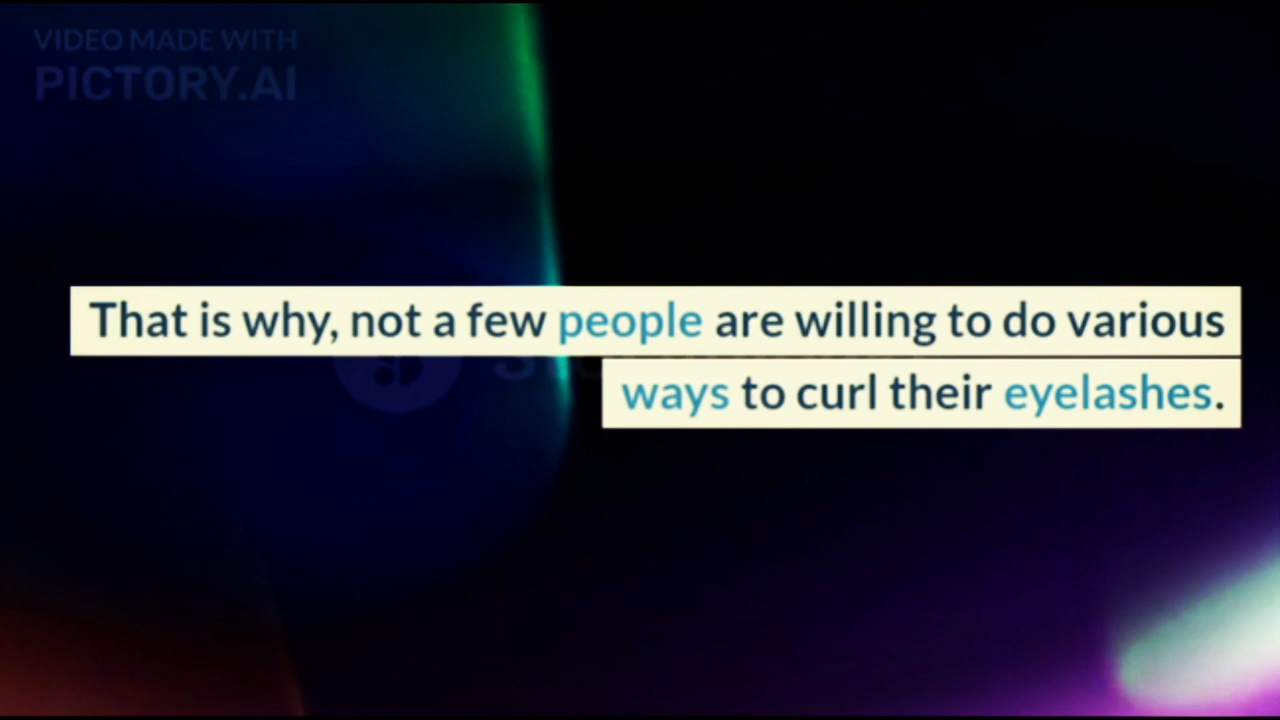 VIDEO MADE WITH
PICTORY.AI
That is why, not a few people are willing to do various
ways to curl their eyelashes.